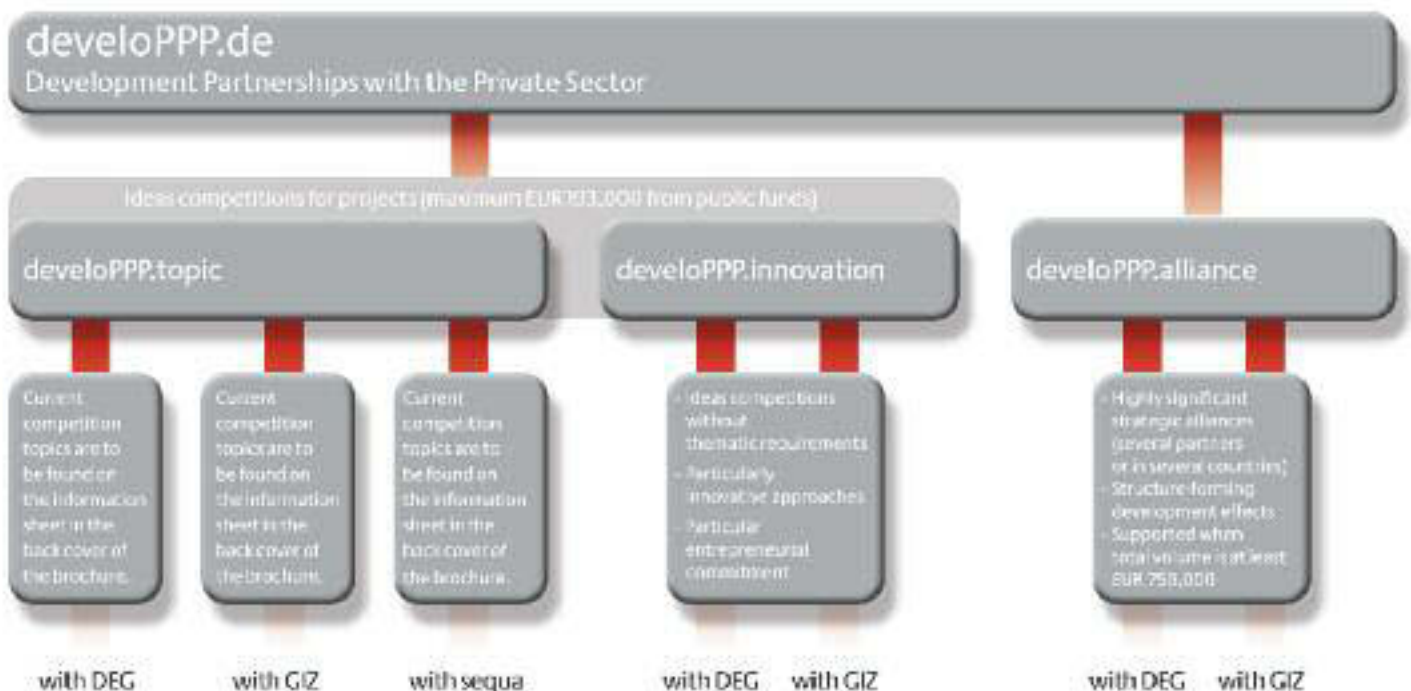 develoPPP.de
Development Partnerships with the Private Sector
Ideas competitions for projects (maximum from public funds)
develoPPP.topic
develoPPP.innovation
develoPPP.alliance
Current
competition
topics are to
be found on
the information
sheet in the
back cover of
the brochure.
Current
competition
topics are to
be found on
the information
sheet in the
back cover of
the brochure.
Current
competition
topics are to
be found on
the information
sheet in the
back cover of
the brochure.
- Ideas competitions
without
thematic requirements
- Particularly
innovative approaches
- Particular
entrepreneurial
commitment
- Highly significant
strategic alliances
(several partners
or in several countries)
- Structure-forming
development effects
- Supported when
total volume is at least
EUR 750,000
with DEG
with GIZ
with sequa
with DEG
with GIZ
with DEG
with GIZ